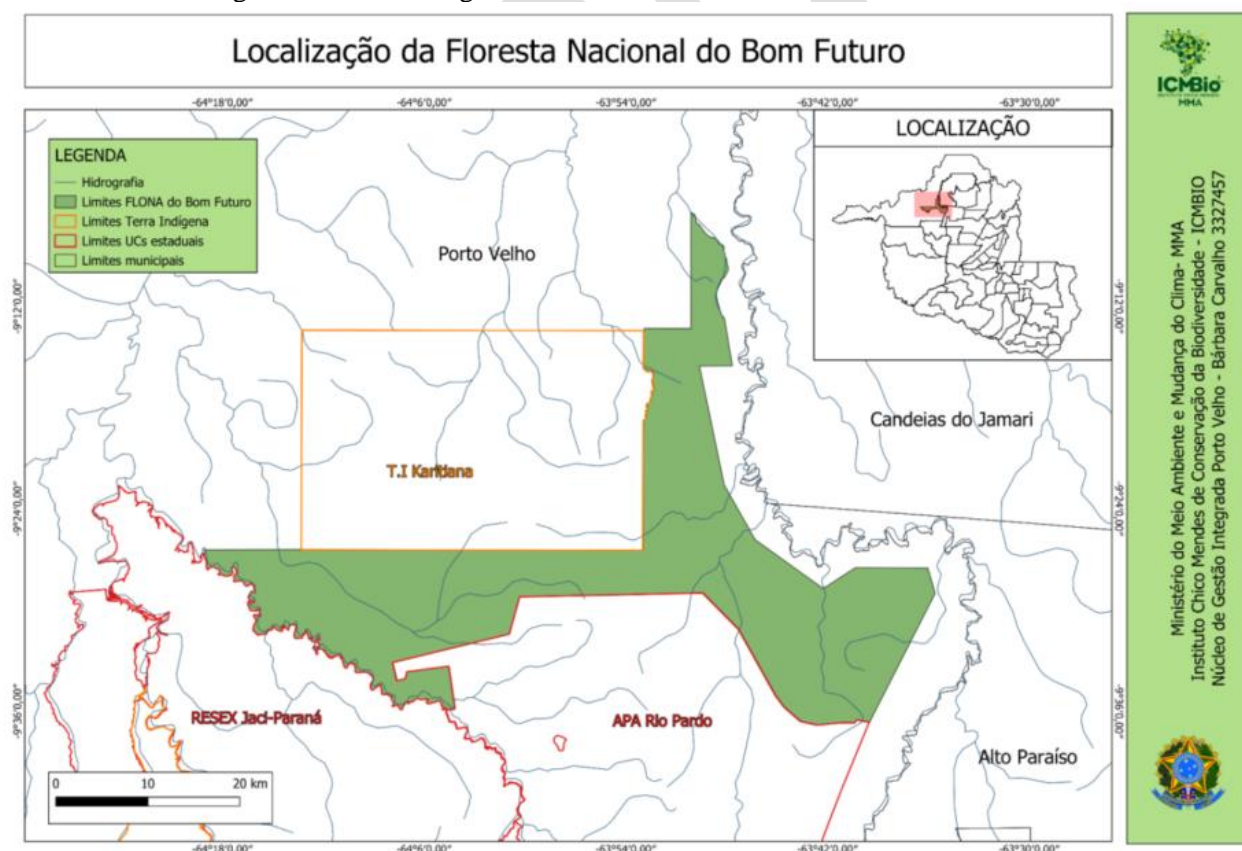 Localização da Floresta Nacional do Bom Futuro
-64°18'0,00" -64°6'0,00" -63°54'0,00" -63°42'0,00" -63°30'0,00"
LEGENDA
Hidrografia
Limites FLONA do Bom Futuro
Limites Terra Indígena
Limites UCs estaduais
Limites municipais
LOCALIZAÇÃO
Porto Velho
-9°12'0,00"
-9°12'0,00"
Candeias do Jamari
T.I Karitiana
-9°24'0,00"
-9°24'0,00"
RESEX Jaci-Paraná
APA Rio Pardo
-9°36'0,00"
-9°36'0,00"
Alto Paraíso
0 10 20 km
-64°18'0,00" -64°6'0,00" -63°54'0,00" -63°42'0,00" -63°30'0,00"
ICMBio
MMA
Ministério do Meio Ambiente e Mudança do Clima- MMA
Instituto Chico Mendes de Conservação da Biodiversidade - ICMBIO
Núcleo de Gestão Integrada Porto Velho - Bárbara Carvalho 3327457